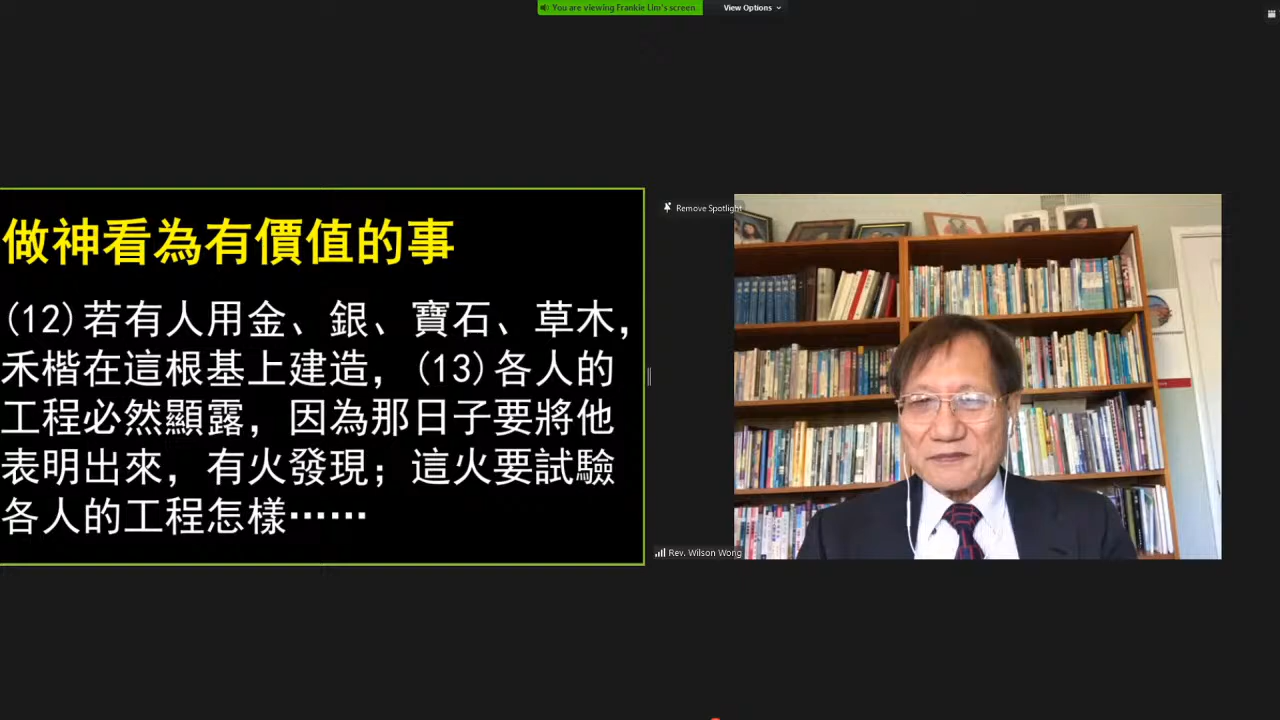 You are viewing Frankie Lim's screen.
View Options
做神看為有價值的事
(12)若有人用金、銀、寶石、草木，
禾楷在這根基上建造，(13)各人的
工程必然顯露，因為那日子要將他
表明出來，有火發現；這火要試驗
各人的工程怎樣⋯⋯
Remove Spotlight
Rev. Wilson Wong